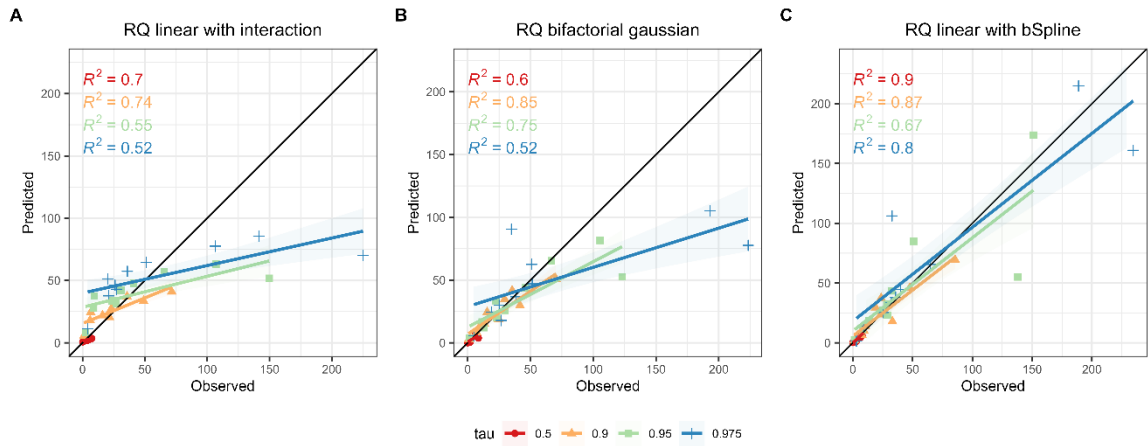 A
RQ linear with interaction
R² = 0.7
R² = 0.74
R² = 0.55
R² = 0.52
200
150
100
50
0
Predicted
0 50 100 150 200
Observed
B
RQ bifactorial gaussian
R² = 0.6
R² = 0.85
R² = 0.75
R² = 0.52
200
150
100
50
0
Predicted
0 50 100 150 200
Observed
C
RQ linear with bSpline
R² = 0.9
R² = 0.87
R² = 0.67
R² = 0.8
200
150
100
50
0
Predicted
0 50 100 150 200
Observed
tau 0.5 0.9 0.95 0.975